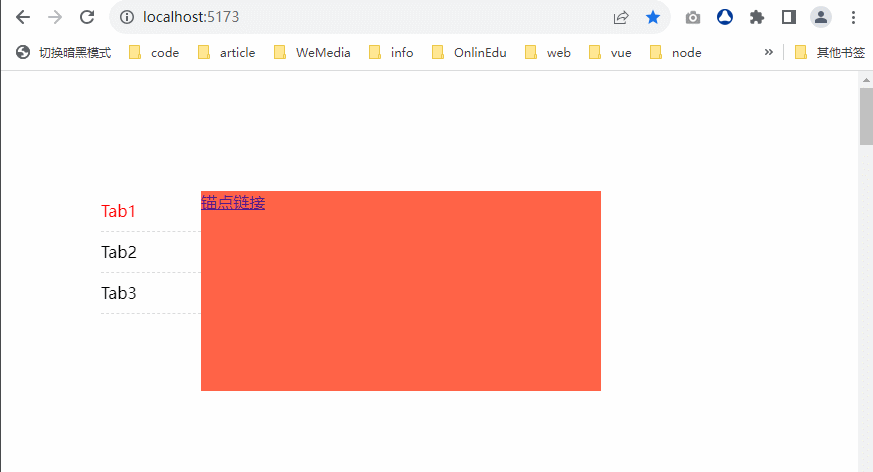 localhost:5173
切换暗黑模式 code article WeMedia info OnlinEdu web vue node » 其他书签
Tab1
锚点链接
Tab2
Tab3